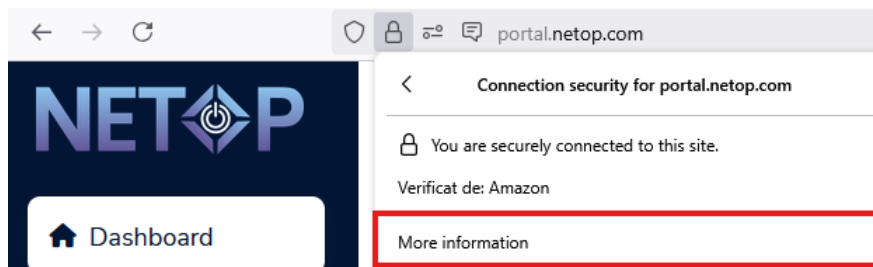 portal.netop.com
NETOP
Connection security for portal.netop.com
You are securely connected to this site.
Verificat de: Amazon
Dashboard
More information